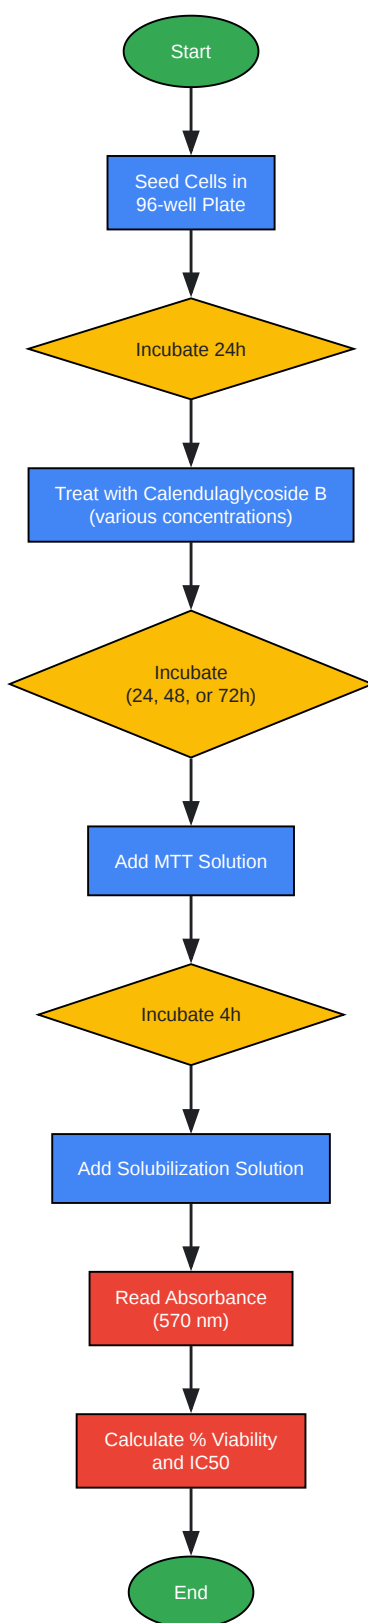 Start
Seed Cells in
96-well Plate
Incubate 24h
Treat with Calendulaglycoside B
(various concentrations)
Incubate
(24, 48, or 72h)
Add MTT Solution
Incubate 4h
Add Solubilization Solution
Read Absorbance
(570 nm)
Calculate % Viability
and IC50
End